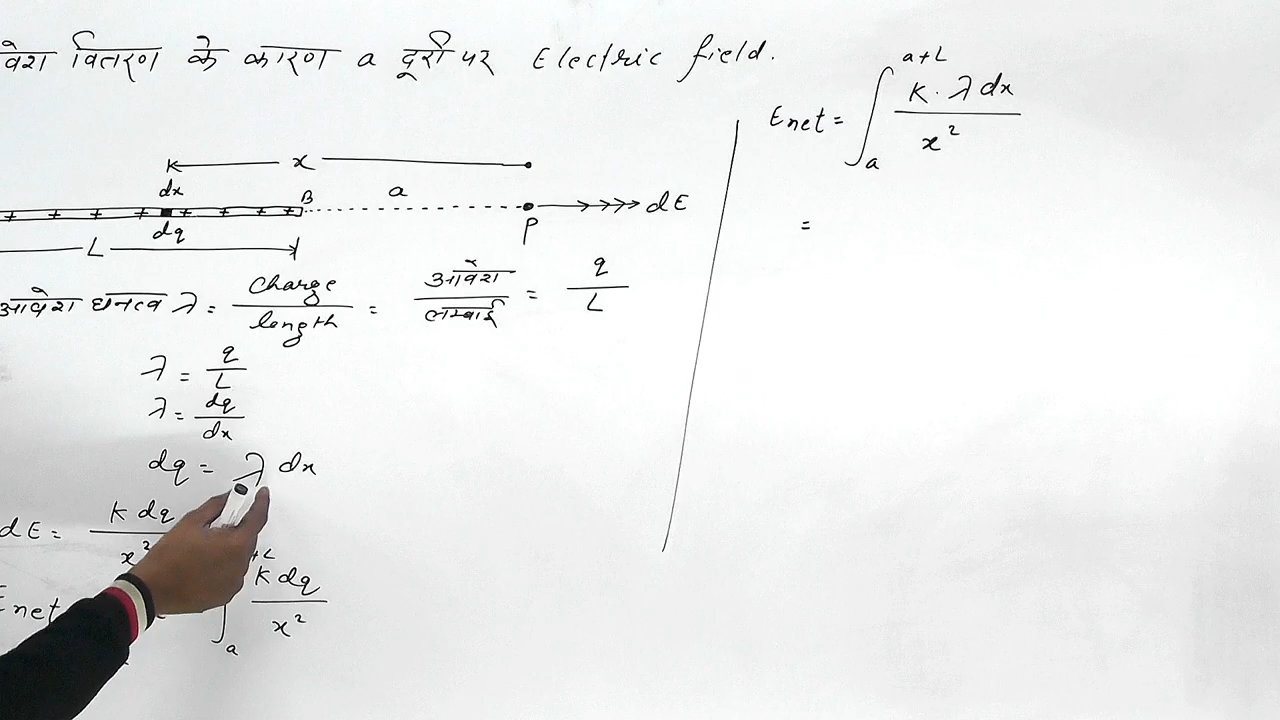 वेश वितरण के कारण a दूरी पर Electric field.
x
dx
B a
+ + + + + + + +
dq
P
dE
L
आवेश घनत्व λ = charge / length = आवेश / लम्बाई = q / L
λ = q / L
λ = dq / dx
dq = λ dx
dE = K dq / x²
Enet ∫ₐ +L K dq / x²
Enet = ∫ₐ^(a+L) K . λ dx / x²
=